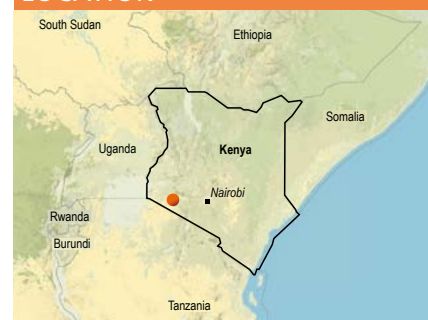 South Sudan
Ethiopia
Somalia
Uganda
Kenya
Nairobi
Rwanda
Burundi
Tanzania